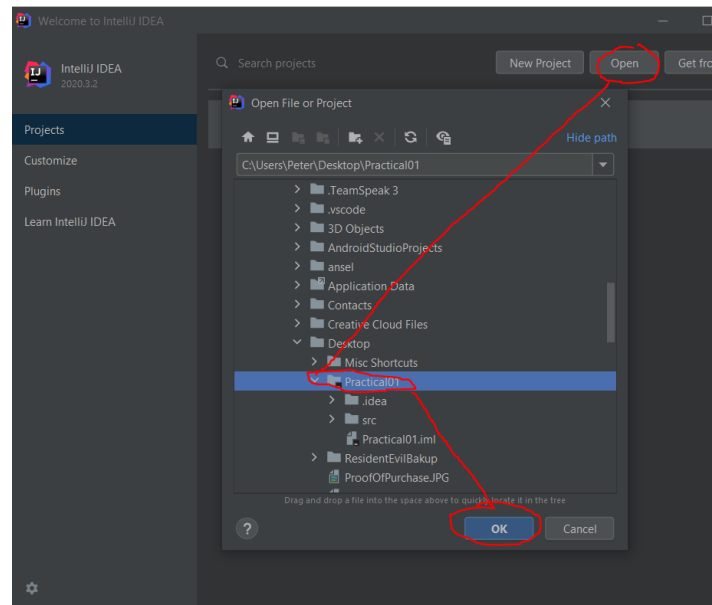 Welcome to IntelliJ IDEA
IntelliJ IDEA
2020.3.2
Search projects
New Project
Open
Get fro
Projects
Customize
Plugins
Learn IntelliJ IDEA
Open File or Project
Hide path
C:\Users\Peter\Desktop\Practical01
.TeamSpeak 3
.vscode
3D Objects
AndroidStudioProjects
ansel
Application Data
Contacts
Creative Cloud Files
Desktop
Misc Shortcuts
Practical01
.idea
src
Practical01.iml
ResidentEvilBakup
ProofOfPurchase.JPG
Drag and drop a file into the space above to quickly locate it in the tree
?
OK
Cancel